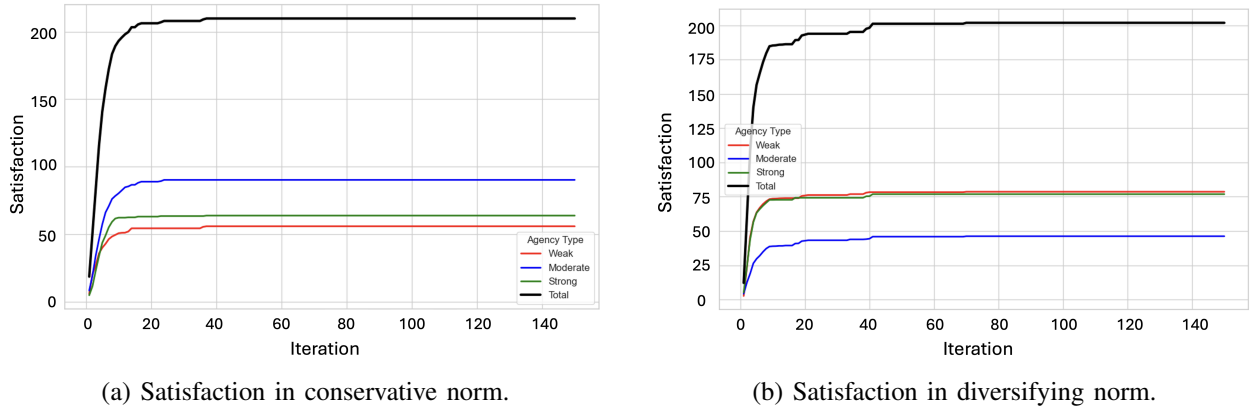 200
150
100
50
0
Satisfaction
0 20 40 60 80 100 120 140
Iteration
Agency Type
Weak
Moderate
Strong
Total
(a) Satisfaction in conservative norm.
200
175
150
125
100
75
50
25
0
Satisfaction
0 20 40 60 80 100 120 140
Iteration
Agency Type
Weak
Moderate
Strong
Total
(b) Satisfaction in diversifying norm.